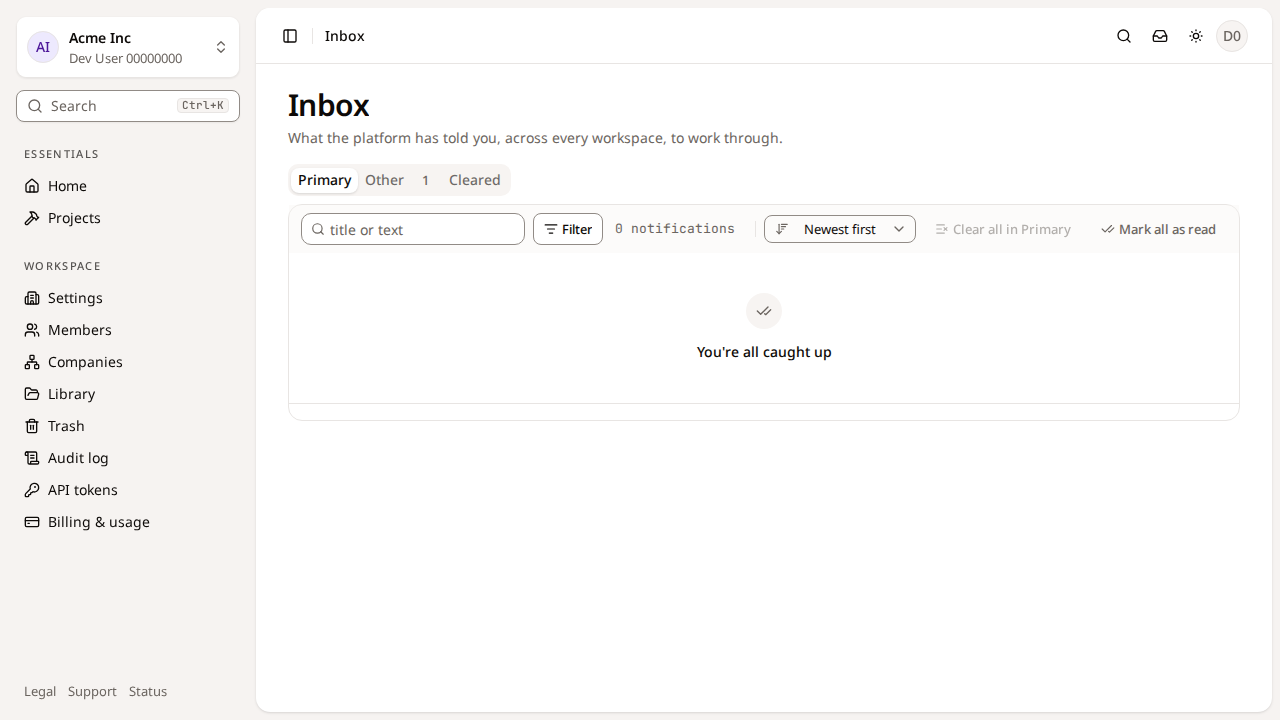 AI
Acme Inc
Dev User 00000000
Search
Ctrl+K
ESSENTIALS
Home
Projects
WORKSPACE
Settings
Members
Companies
Library
Trash
Audit log
API tokens
Billing & usage
Legal Support Status
Inbox
D0
Inbox
What the platform has told you, across every workspace, to work through.
Primary Other 1 Cleared
title or text
Filter
0 notifications
Newest first
Clear all in Primary
Mark all as read
You're all caught up